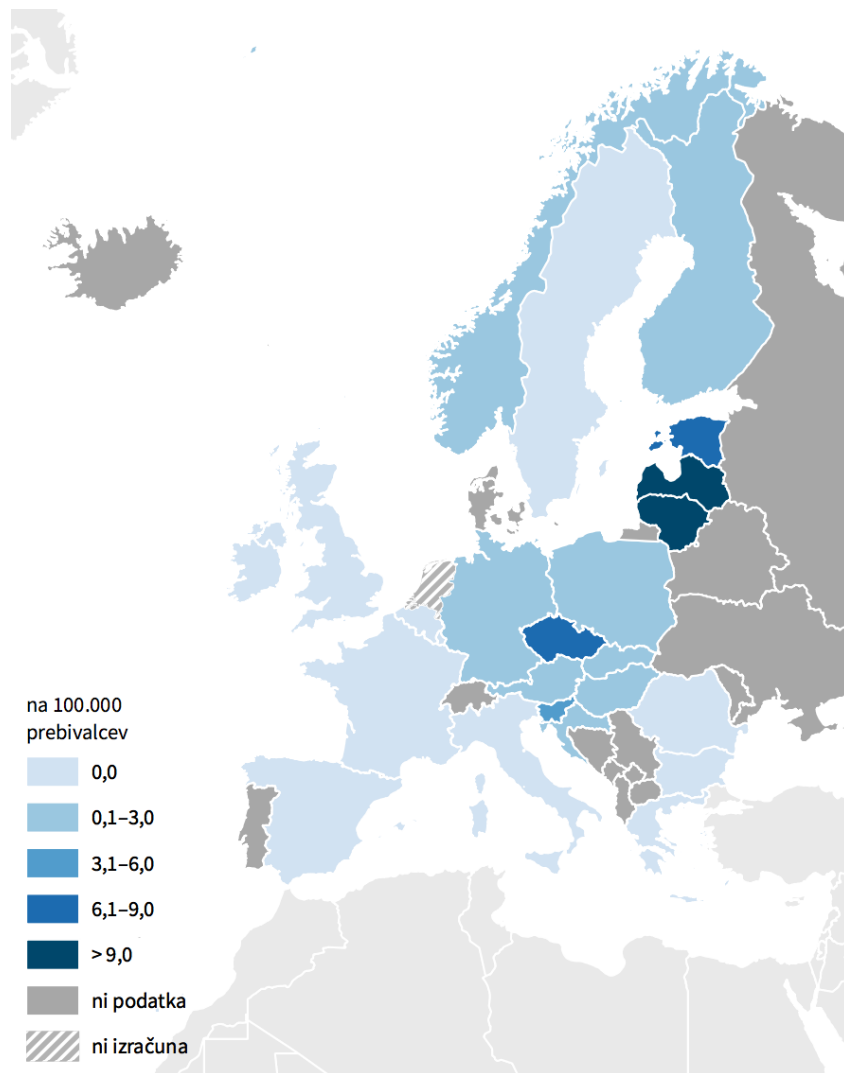 na 100.000
prebivalcev
0,0
0,1–3,0
3,1–6,0
6,1–9,0
> 9,0
ni podatka
ni izračuna